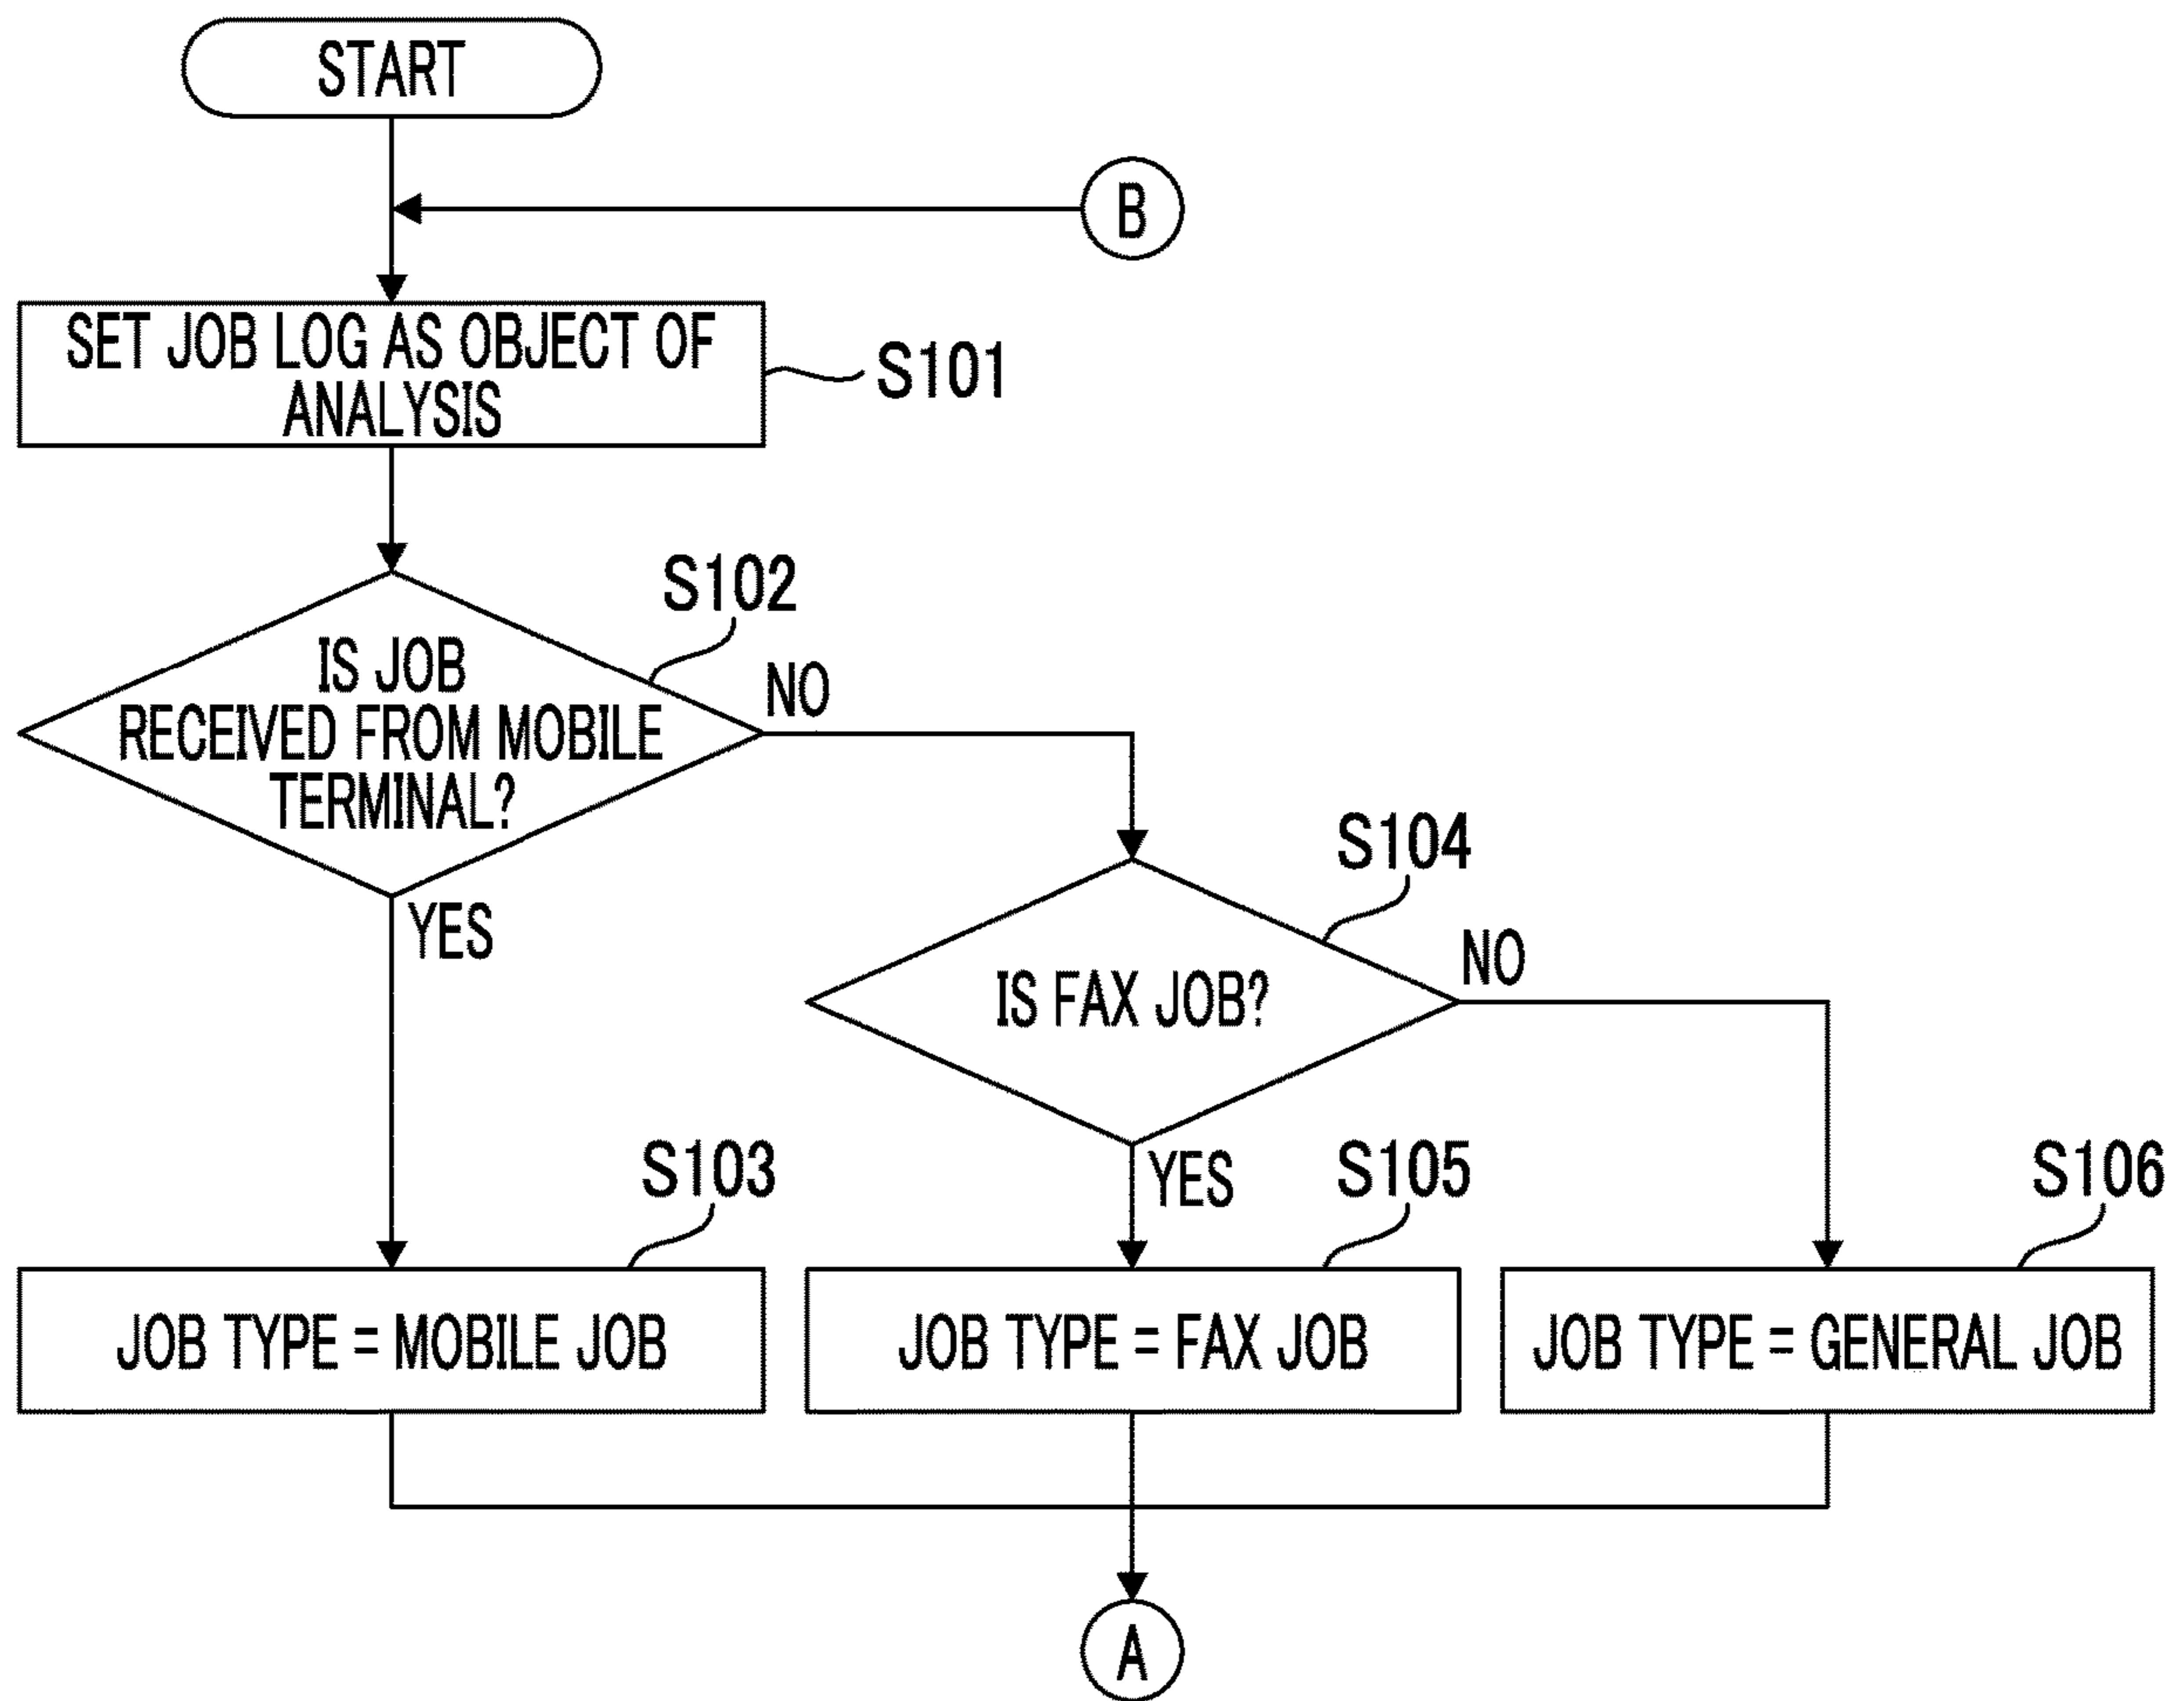 START
B
SET JOB LOG AS OBJECT OF
ANALYSIS
S101
S102
IS JOB
RECEIVED FROM MOBILE
TERMINAL?
NO
YES
S104
IS FAX JOB?
NO
YES
S103
S105
S106
JOB TYPE = MOBILE JOB
JOB TYPE = FAX JOB
JOB TYPE = GENERAL JOB
A